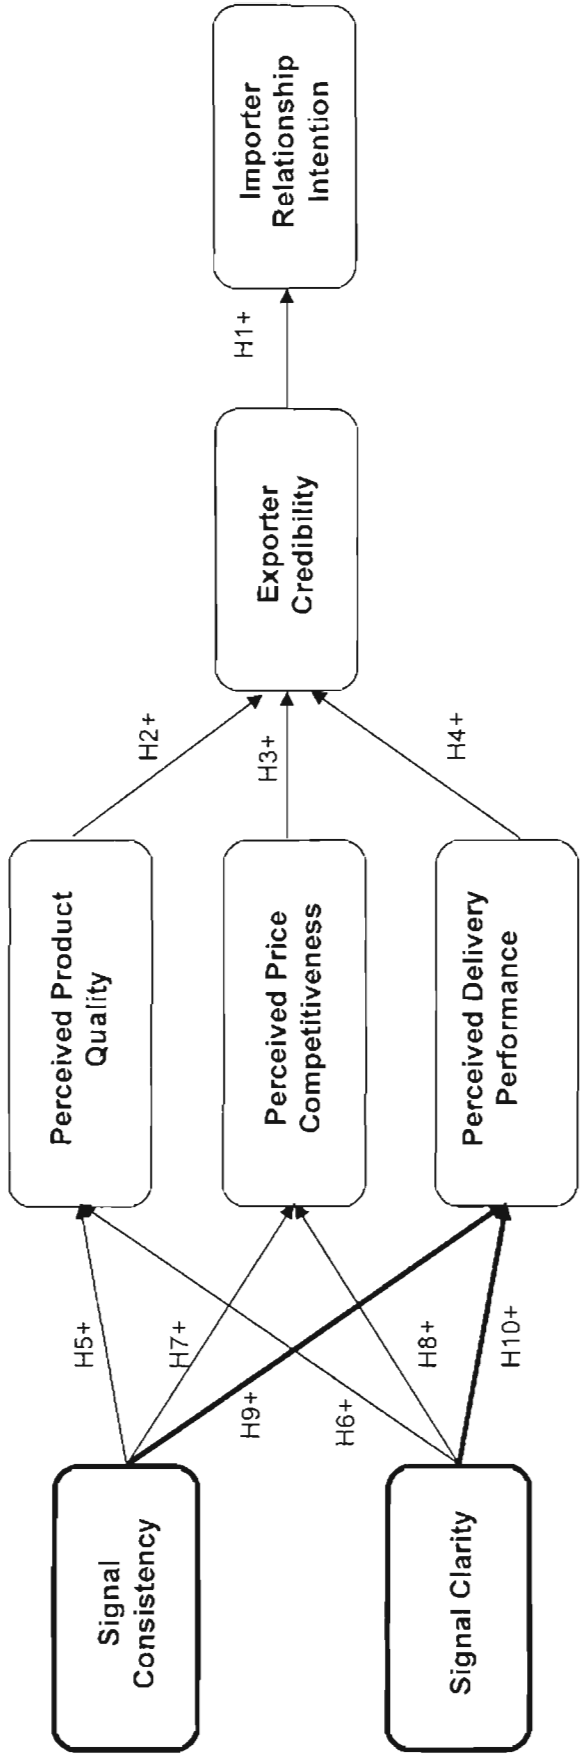 Signal
Consistency
Signal Clarity
H5+
H7+
H9+
H6+
H8+
H10+
Perceived Product
Quality
Perceived Price
Competitiveness
Perceived Delivery
Performance
H2+
H3+
H4+
Exporter
Credibility
H1+
Importer
Relationship
Intention